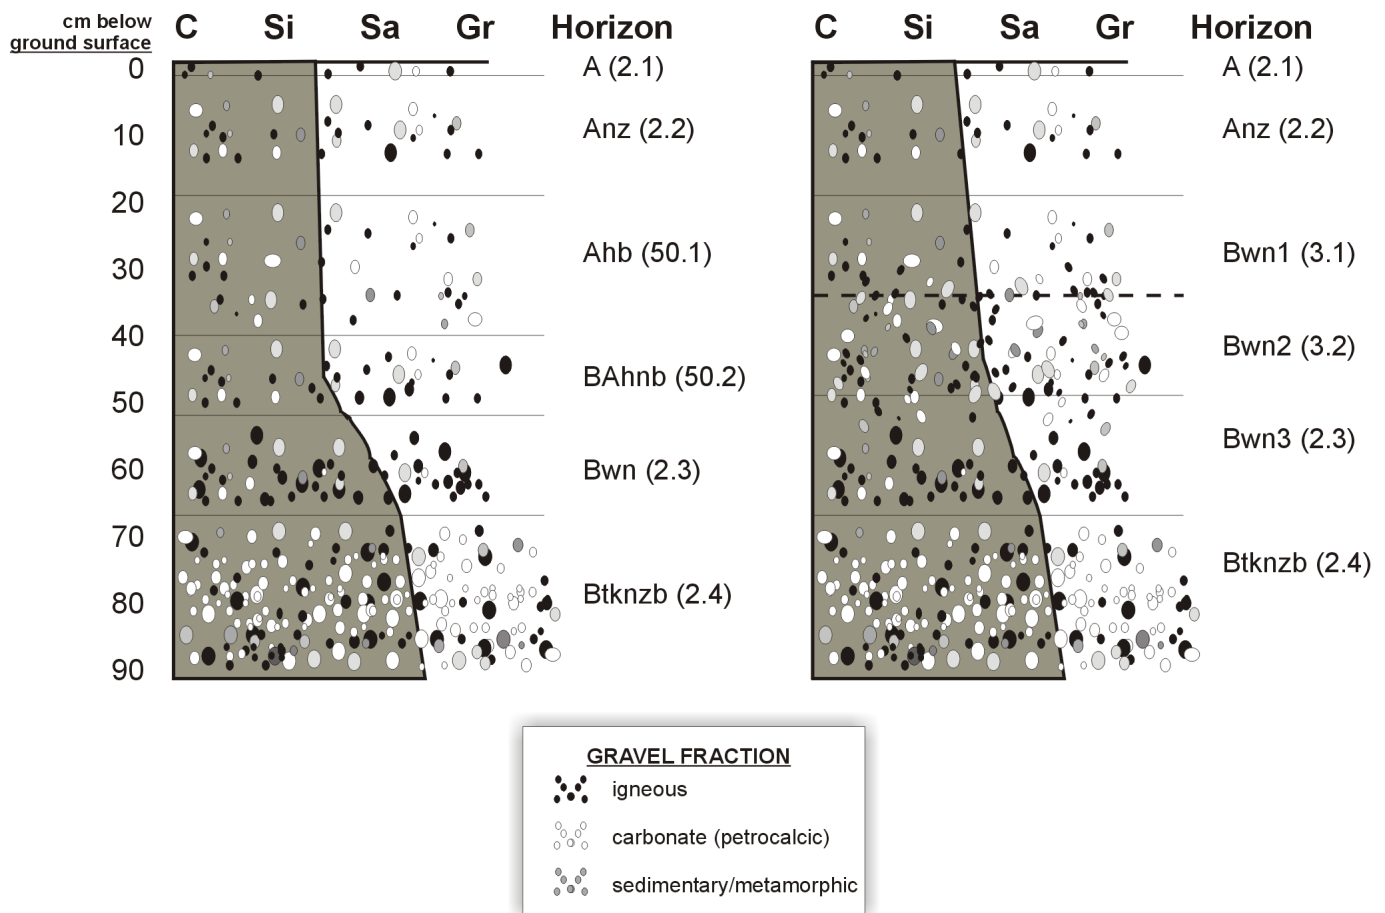 cm below
ground surface
C Si Sa Gr Horizon
C Si Sa Gr Horizon
0
10
20
30
40
50
60
70
80
90
A (2.1)
Anz (2.2)
Ahb (50.1)
BAhnb (50.2)
Bwn (2.3)
Btknzb (2.4)
A (2.1)
Anz (2.2)
Bwn1 (3.1)
Bwn2 (3.2)
Bwn3 (2.3)
Btknzb (2.4)
GRAVEL FRACTION
igneous
carbonate (petrocalcic)
sedimentary/metamorphic